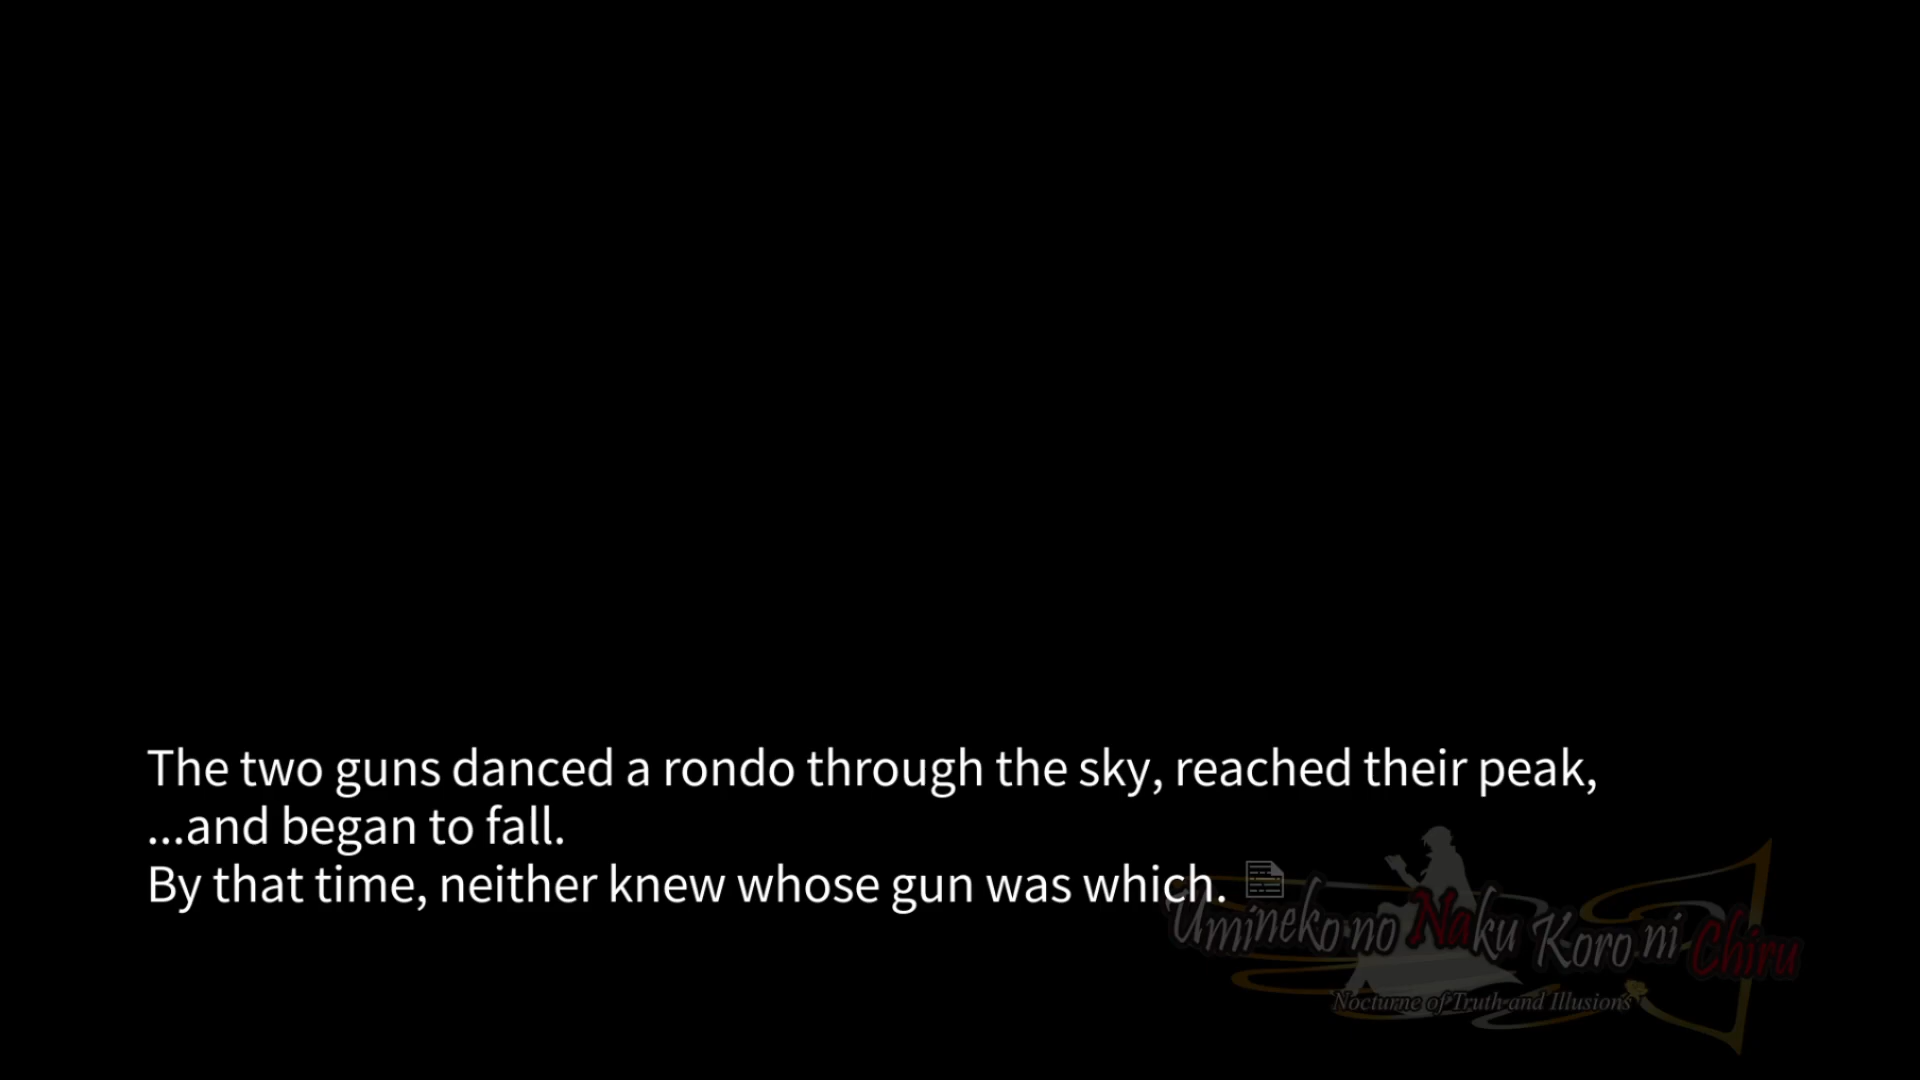 The two guns danced a rondo through the sky, reached their peak,
...and began to fall.
By that time, neither knew whose gun was which.
Umineko no Naku Koro ni Chiru
Nocturne of Truth and Illusions